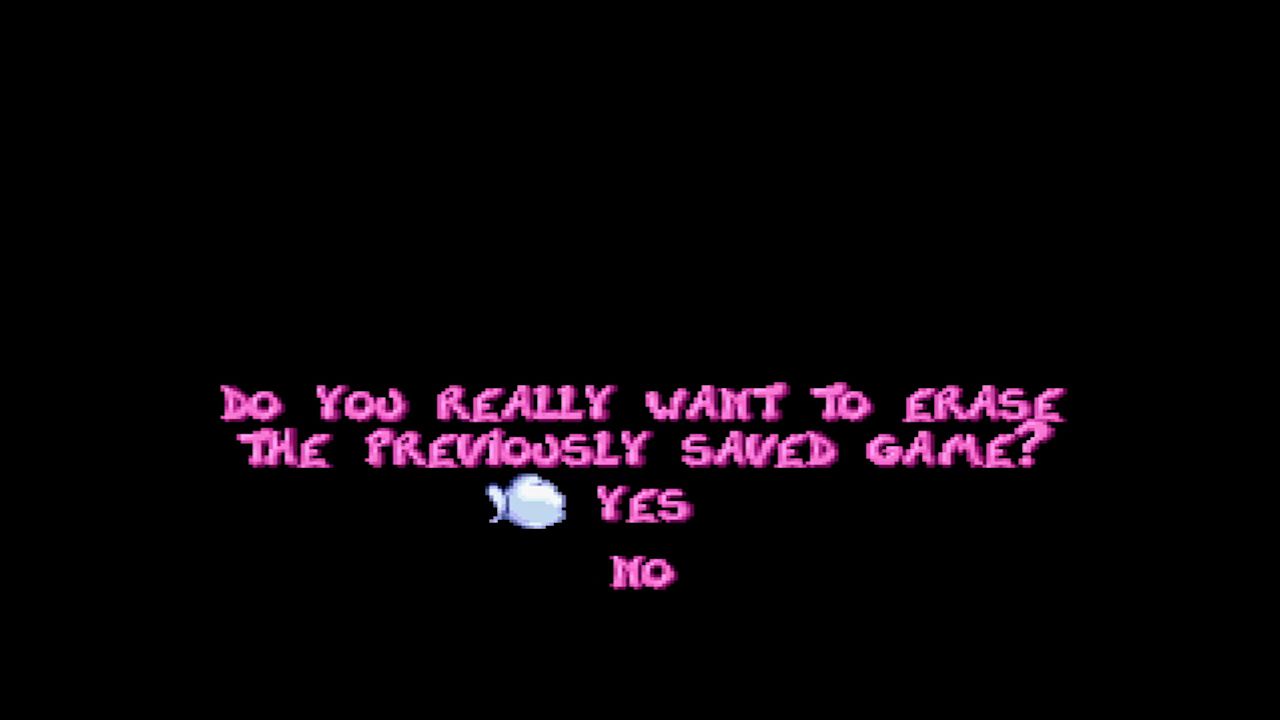 DO YOU REALLY WANT TO ERASE
THE PREVIOUSLY SAVED GAME?
YES
NO